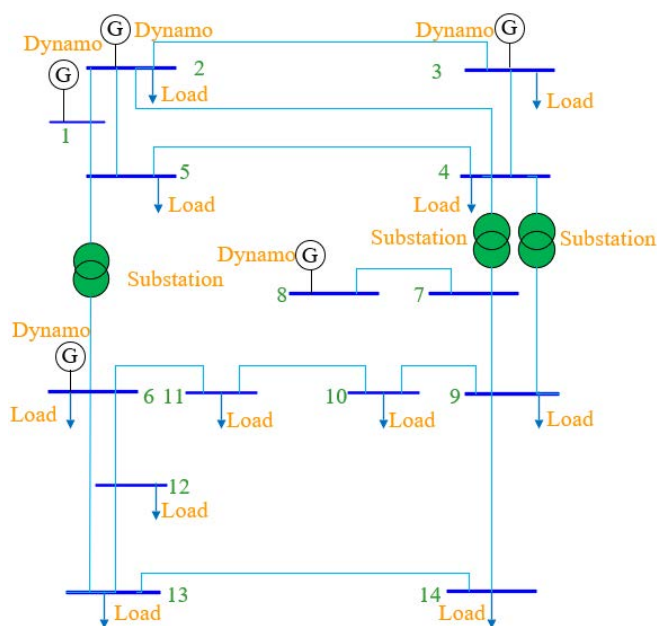 G
Dynamo
Dynamo
Dynamo
G
G
2
3
Load
Load
1
5
4
Load
Load
Substation
Substation
Substation
Dynamo
G
8
7
Dynamo
G
6
11
10
9
Load
Load
Load
Load
12
Load
13
14
Load
Load